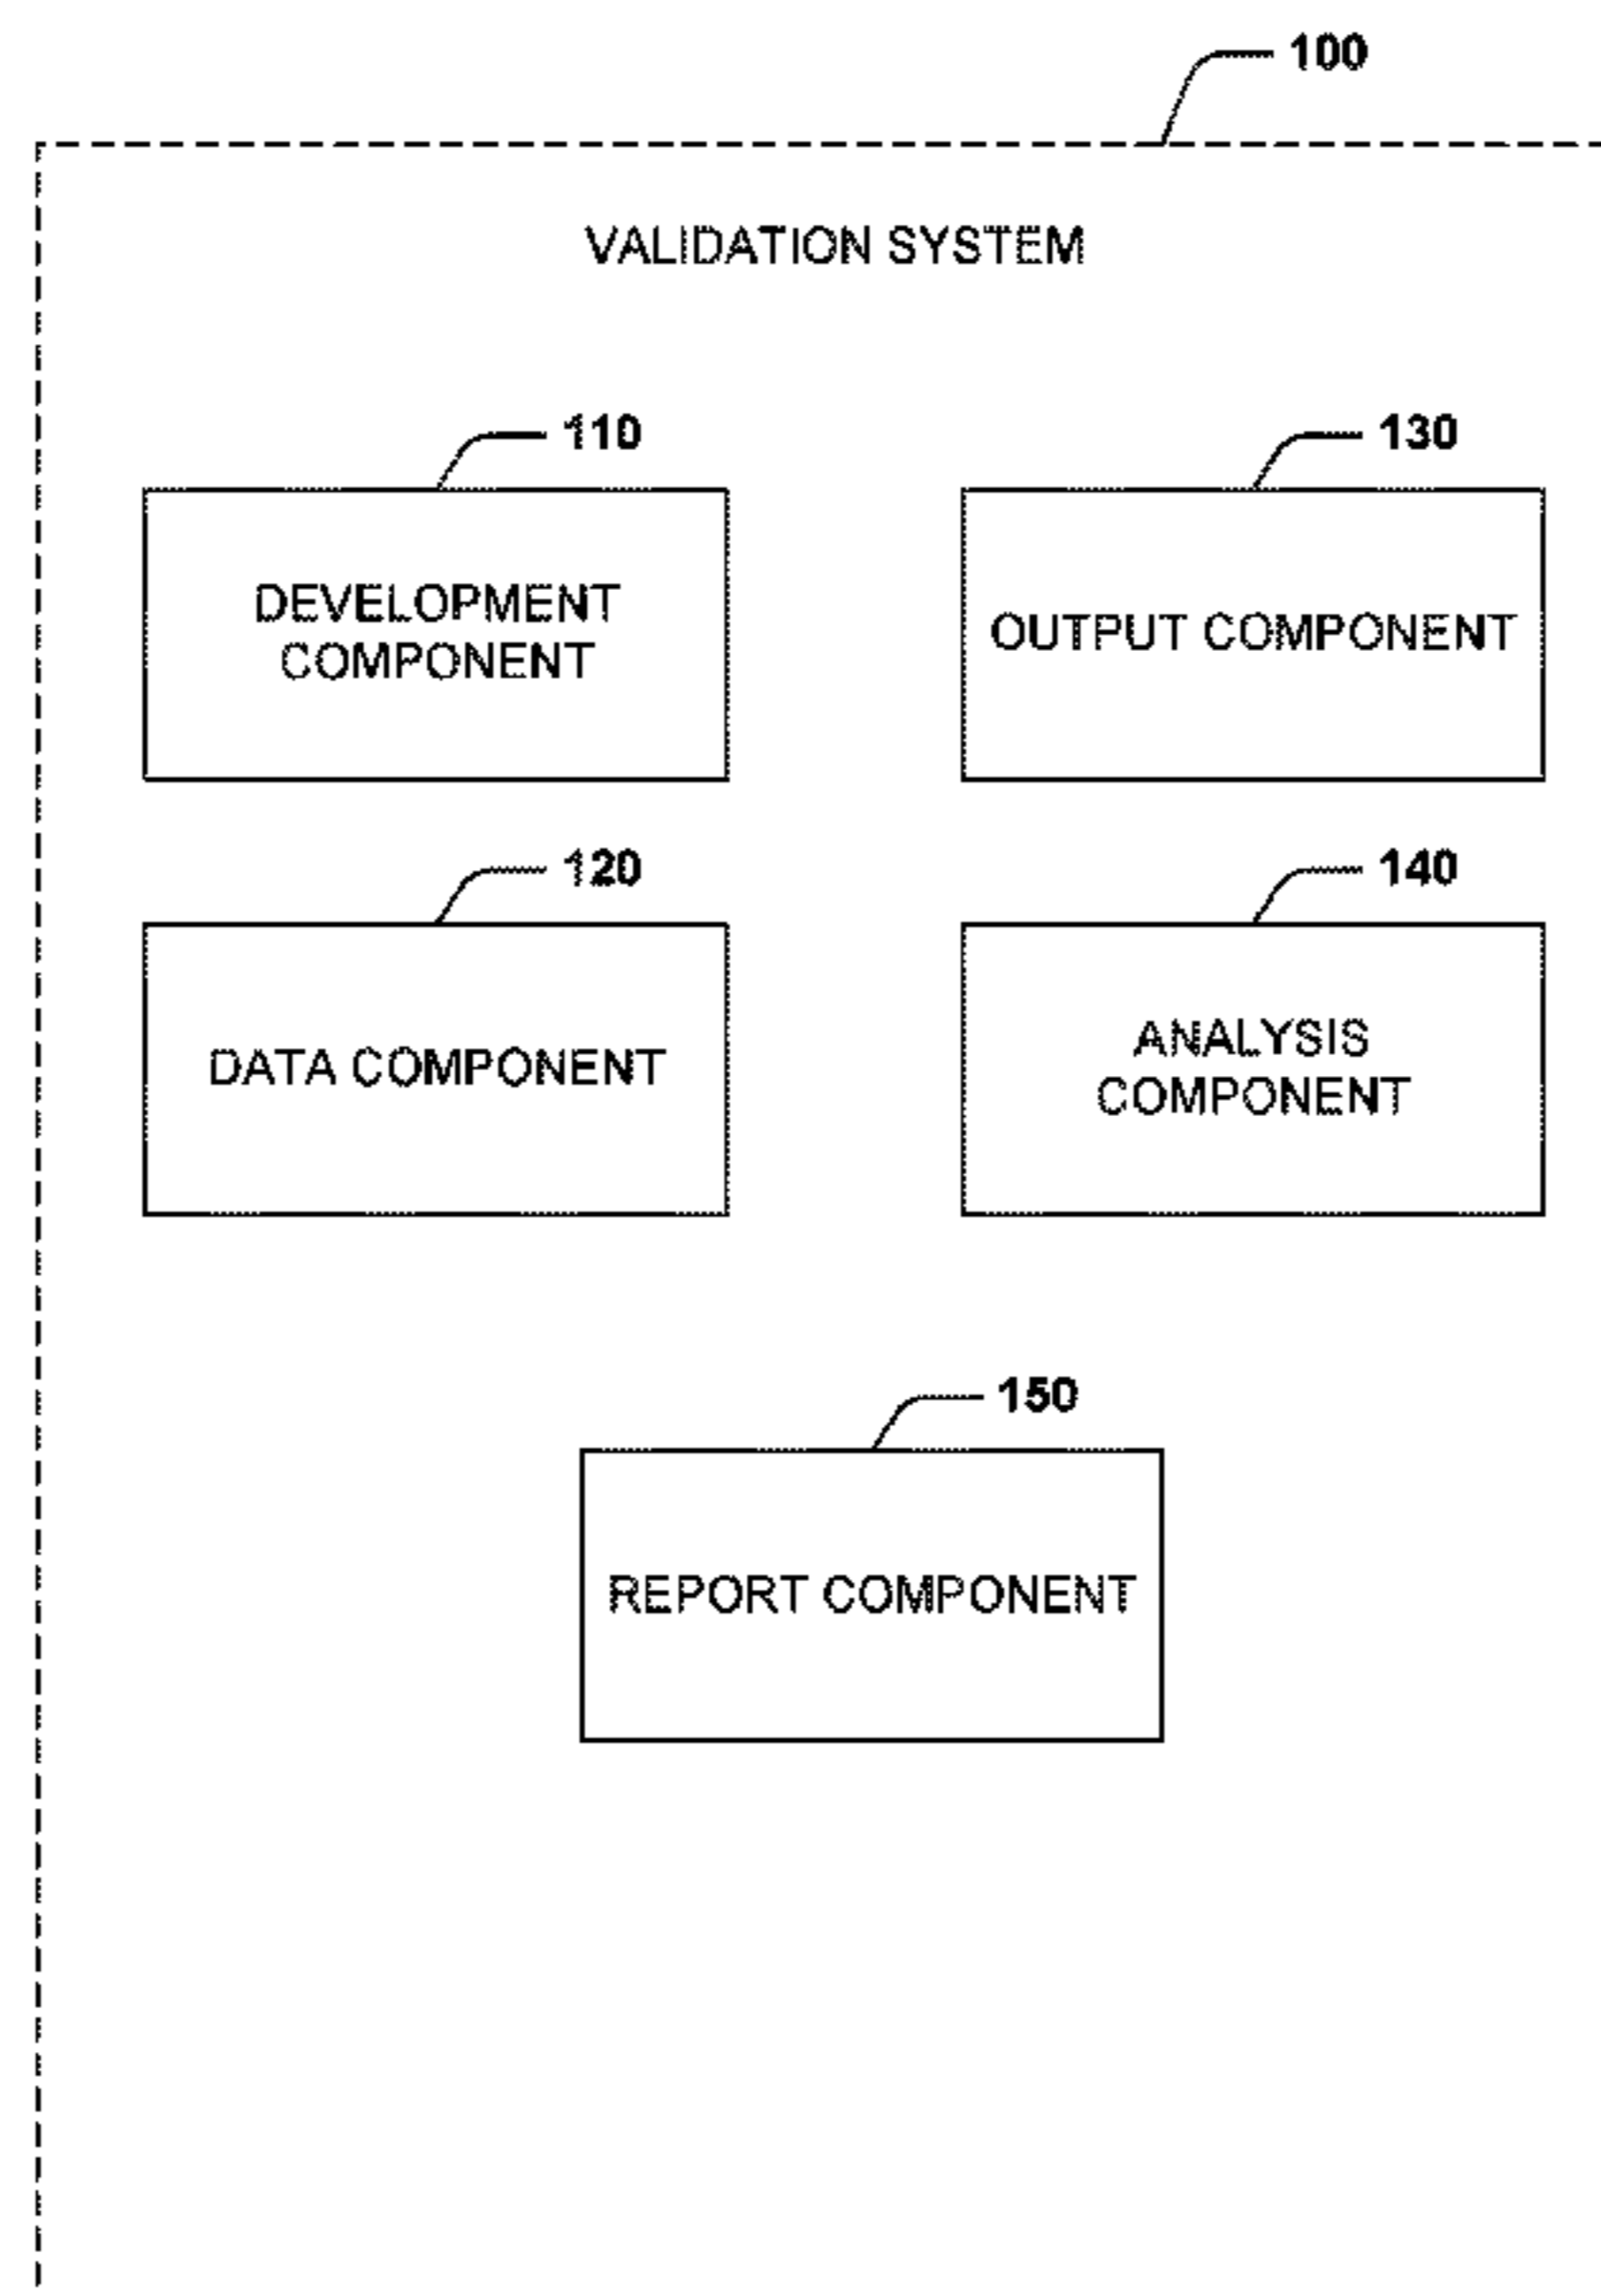 100
VALIDATION SYSTEM
110
DEVELOPMENT
COMPONENT
130
OUTPUT COMPONENT
120
DATA COMPONENT
140
ANALYSIS
COMPONENT
150
REPORT COMPONENT